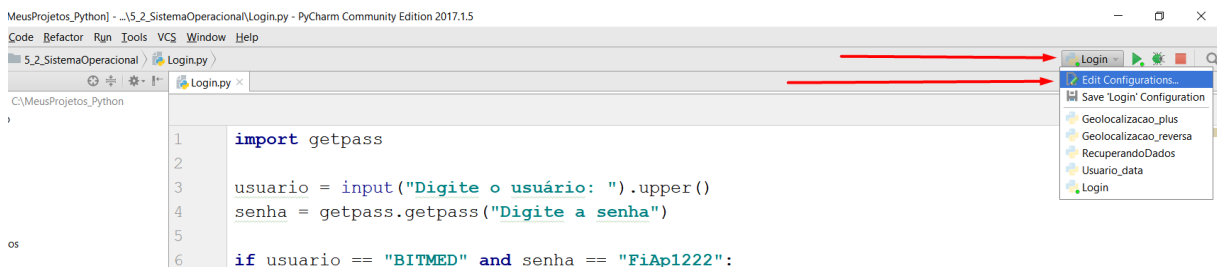 MeusProjetos_Python] - ...\5_2_SistemaOperacional\Login.py - PyCharm Community Edition 2017.1.5
Code Refactor Run Tools VCS Window Help
5_2_SistemaOperacional Login.py
Login
Login.py
Edit Configurations...
Save 'Login' Configuration
Geolocalizacao_plus
Geolocalizacao_reversa
RecuperandoDados
Usuario_data
Login
C:\MeusProjetos_Python
os
1 import getpass
2
3 usuario = input("Digite o usuário: ").upper()
4 senha = getpass.getpass("Digite a senha")
5
6 if usuario == "BITMED" and senha == "FiAp1222":